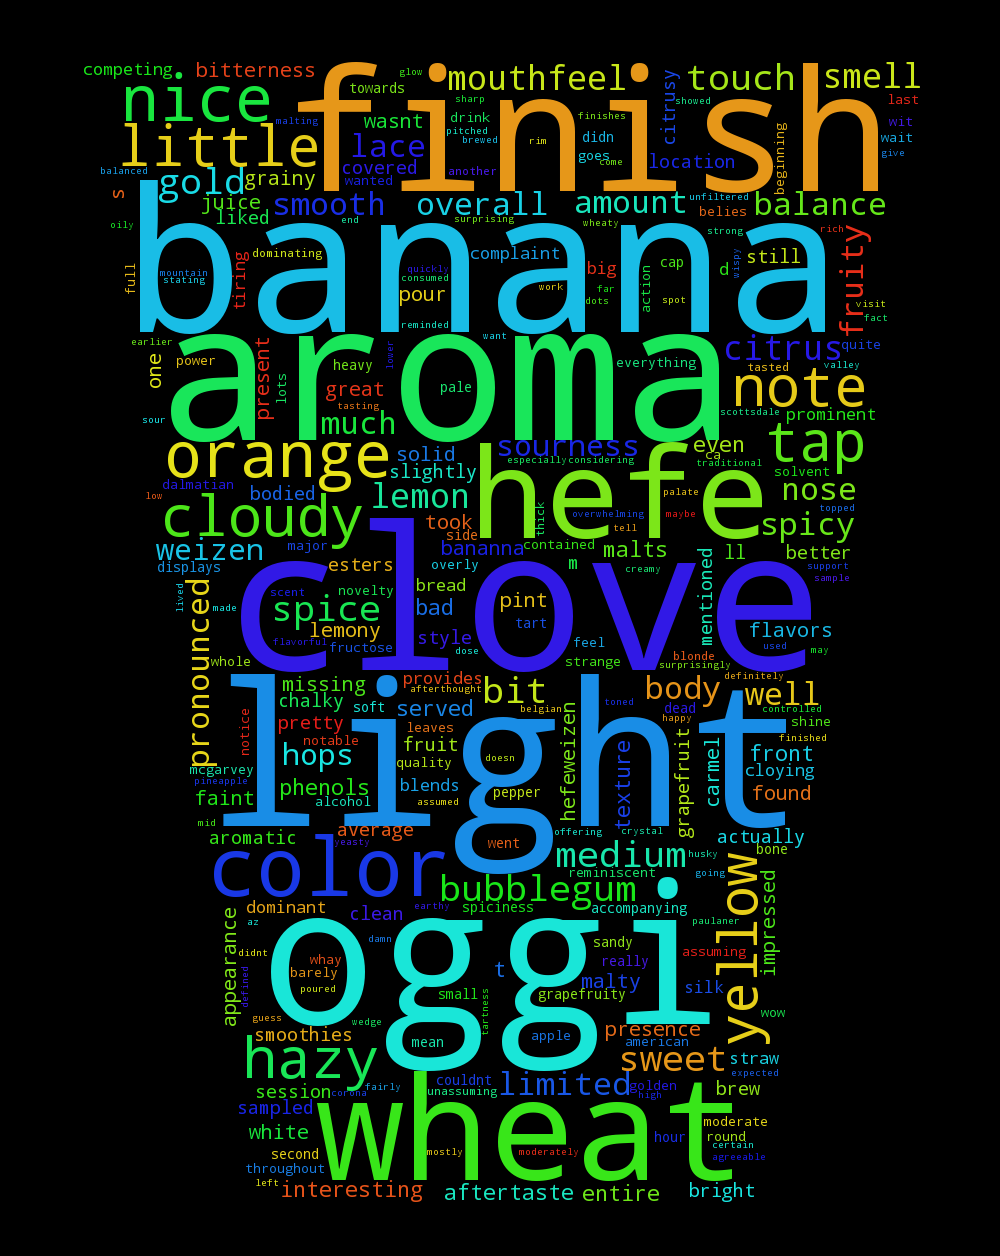 competing bitterness glow mouthfeel touch smell
nice finish towards sharp showed last
malting wasnt drink pitched brewed finishes rim didn citrusy wit wait
little lace covered wanted another goes come location beginning give
balanced gold grainy smooth overall amount unfiltered balance
s juice liked end surprising wheaty belies strong rich
oily banana dominating complaint big cap d still fruity
full mountain stating tiring pour quickly consumed work far dots action spot wispy visit fact
reminded want
earlier aroma heavy lower everything citrus quite
one power present lots great tasting pale note tasted valley
sour much scottsdale prominent
orange solid sourness even ca tap
dalmatian slightly especially considering traditional solvent
low bodied lemon hefe palate nose
cloudy took side thick overwhelming tell maybe topped spicy
weizen major bananna contained malts ll better
displays clove esters overly m creamy mentioned support sample
lived made scent novelty bread
pronounced spice lemony flavorful fructose bad style pint tart dose feel flavors used may
whole strange blonde surprisingly
missing provides afterthought bit body definitely well
chalky soft served belgian toned dead happy controlled shine
notice pretty notable leaves light finished
mcgarvey hops fruit quality doesn hefeweizen texture grapefruit carmel front cloying
pineapple phenols blends pepper found
faint alcohol assumed
mid aromatic average yeasty went offering crystal actually
color medium husky bone
reminiscent going yellow
bubblegum
dominant clean earthy spiciness accompanying paulaner impressed
az oggi damn sandy
appearance didnt whay t really assuming
defined barely malty silk
poured small grapefruity
guess wedge tartness presence wow
smoothies mean apple american
hazy sweet straw
couldnt expected
session corona fairly unassuming limited golden high brew
sampled wheat moderate
white hour round certain
second mostly moderately agreeable
throughout
left interesting aftertaste entire bright